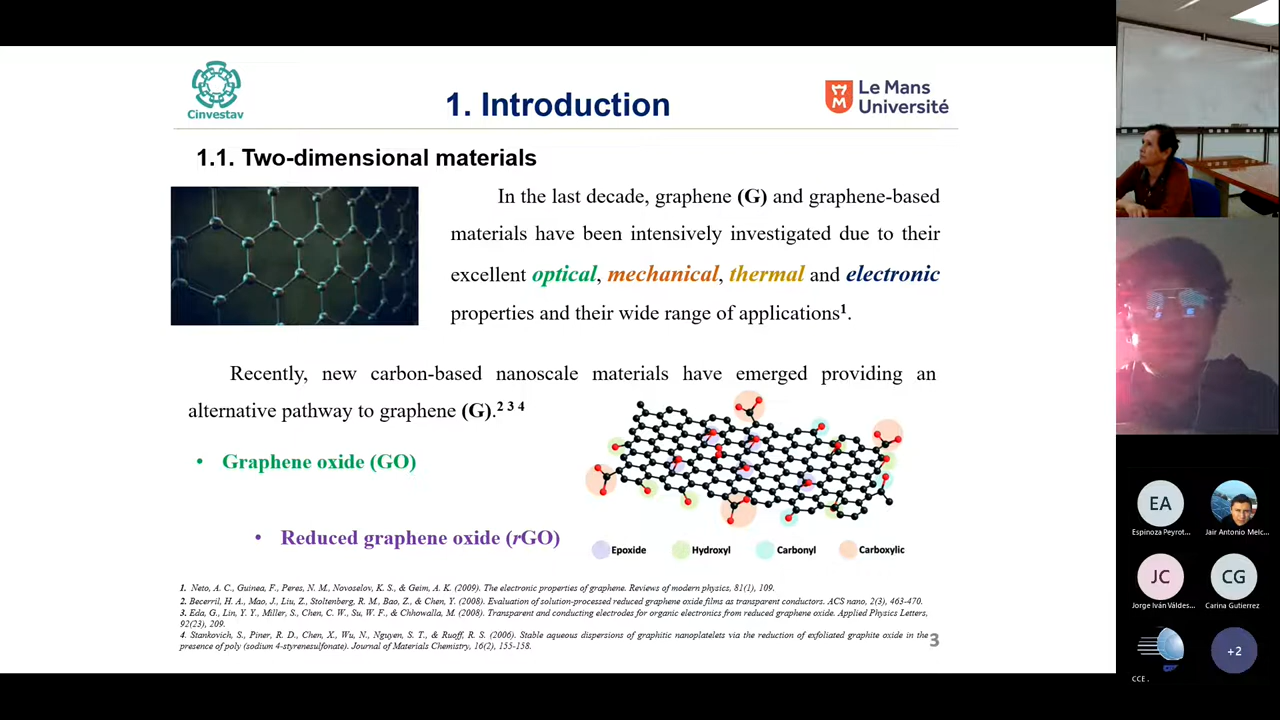 Cinvestav
1. Introduction
Le Mans
Université
1.1. Two-dimensional materials
In the last decade, graphene (G) and graphene-based
materials have been intensively investigated due to their
excellent optical, mechanical, thermal and electronic
properties and their wide range of applications¹.
Recently, new carbon-based nanoscale materials have emerged providing an
alternative pathway to graphene (G).² ³ ⁴
• Graphene oxide (GO)
• Reduced graphene oxide (rGO)
Epoxide Hydroxyl Carbonyl Carboxylic
1. Neto, A. C., Guinea, F., Peres, N. M., Novoselov, K. S., & Geim, A. K. (2009). The electronic properties of graphene. Reviews of modern physics, 81(1), 109.
2. Becerril, H. A., Mao, J., Liu, Z., Stoltenberg, R. M., Bao, Z., & Chen, Y. (2008). Evaluation of solution-processed reduced graphene oxide films as transparent conductors. ACS nano, 2(3), 463-470.
3. Eda, G., Lin, Y. Y., Miller, S., Chen, C. W., Su, W. F., & Chhowalla, M. (2008). Transparent and conducting electrodes for organic electronics from reduced graphene oxide. Applied Physics Letters,
92(23), 209.
4. Stankovich, S., Piner, R. D., Chen, X., Wu, N., Nguyen, S. T., & Ruoff, R. S. (2006). Stable aqueous dispersions of graphitic nanoplatelets via the reduction of exfoliated graphite oxide in the
presence of poly (sodium 4-styrenesulfonate). Journal of Materials Chemistry, 16(2), 155-158.
3
EA
Espinoza Peyrot...
Jair Antonio Melc...
JC
CG
Jorge Iván Váldes...
Carina Gutierrez
+2
CCE .